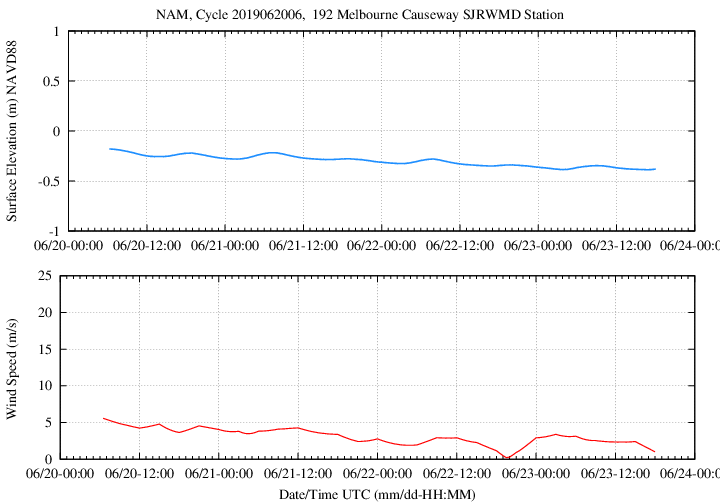 NAM, Cycle 2019062006,  192 Melbourne Causeway SJRWMD Station
Surface Elevation (m) NAVD88
1
0.5
0
-0.5
-1
06/20-00:00 06/20-12:00 06/21-00:00 06/21-12:00 06/22-00:00 06/22-12:00 06/23-00:00 06/23-12:00 06/24-00:0
Wind Speed (m/s)
25
20
15
10
5
0
06/20-00:00 06/20-12:00 06/21-00:00 06/21-12:00 06/22-00:00 06/22-12:00 06/23-00:00 06/23-12:00 06/24-00:0
Date/Time UTC (mm/dd-HH:MM)